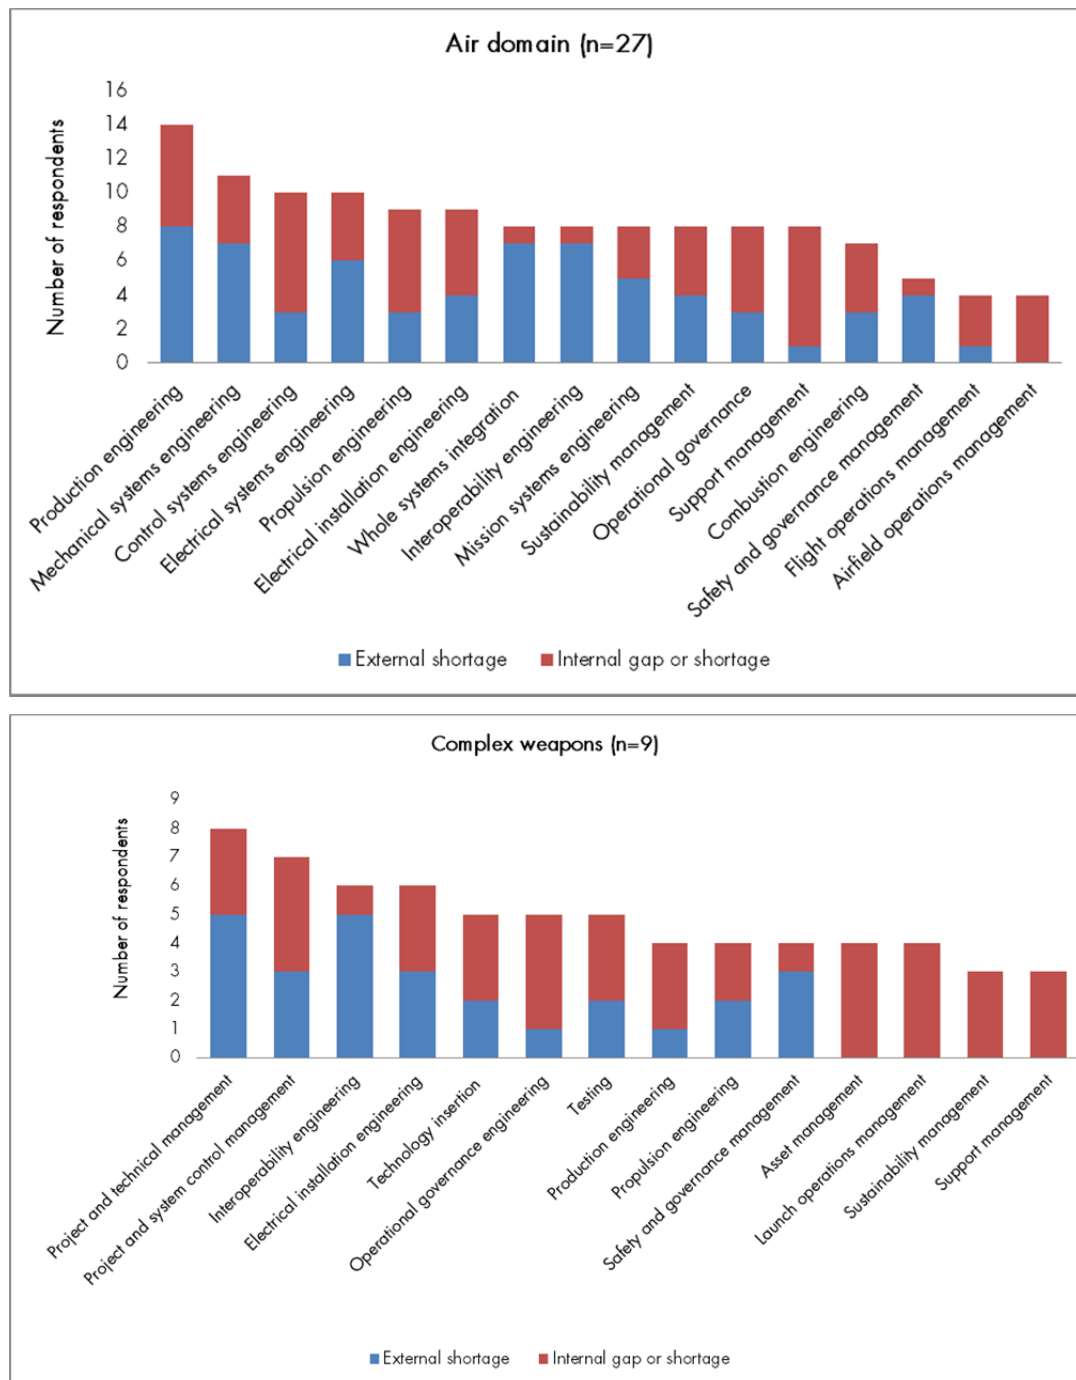 Air domain (n=27)
Number of respondents
16
14
12
10
8
6
4
2
0
Production engineering
Mechanical systems engineering
Control systems engineering
Electrical systems engineering
Propulsion engineering
Electrical installation engineering
Whole systems integration
Interoperability engineering
Mission systems engineering
Sustainability management
Operational governance
Support management
Combustion engineering
Safety and governance management
Flight operations management
Airfield operations management
External shortage
Internal gap or shortage
Complex weapons (n=9)
Number of respondents
9
8
7
6
5
4
3
2
1
0
Project and technical management
Project and system control management
Interoperability engineering
Electrical installation engineering
Technology insertion
Operational governance engineering
Testing
Production engineering
Propulsion engineering
Safety and governance management
Asset management
Launch operations management
Sustainability management
Support management
External shortage
Internal gap or shortage